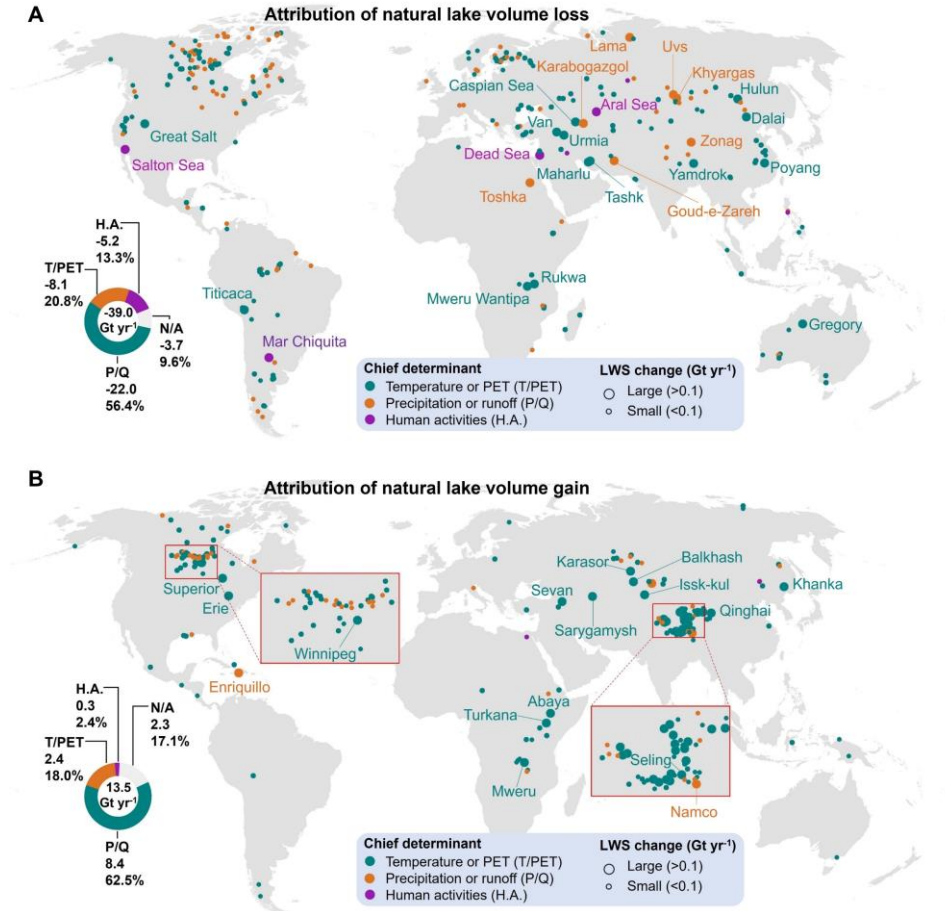 A
Attribution of natural lake volume loss
Lama
Uvs
Karabogazgol
Khyargas
Caspian Sea
Hulun
Aral Sea
Great Salt
Van
Dalai
Urmia
Zonag
Salton Sea
Dead Sea
Maharlu
Yamdrok
Poyang
Toshka
Tashk
Goud-e-Zareh
H.A.
-5.2
13.3%
T/PET
-8.1
20.8%
-39.0
Gt yr-1
N/A
-3.7
9.6%
P/Q
-22.0
56.4%
Titicaca
Rukwa
Mweru Wantipa
Gregory
Mar Chiquita
Chief determinant
Temperature or PET (T/PET)
Precipitation or runoff (P/Q)
Human activities (H.A.)
LWS change (Gt yr-1)
Large (>0.1)
Small (<0.1)
B
Attribution of natural lake volume gain
Karasor
Balkhash
Superior
Sevan
Issk-kul
Khanka
Erie
Qinghai
Sarygamysh
Winnipeg
Enriquillo
H.A.
0.3
2.4%
N/A
2.3
17.1%
T/PET
2.4
18.0%
13.5
Gt yr-1
P/Q
8.4
62.5%
Abaya
Turkana
Mweru
Seling
Namco
Chief determinant
Temperature or PET (T/PET)
Precipitation or runoff (P/Q)
Human activities (H.A.)
LWS change (Gt yr-1)
Large (>0.1)
Small (<0.1)